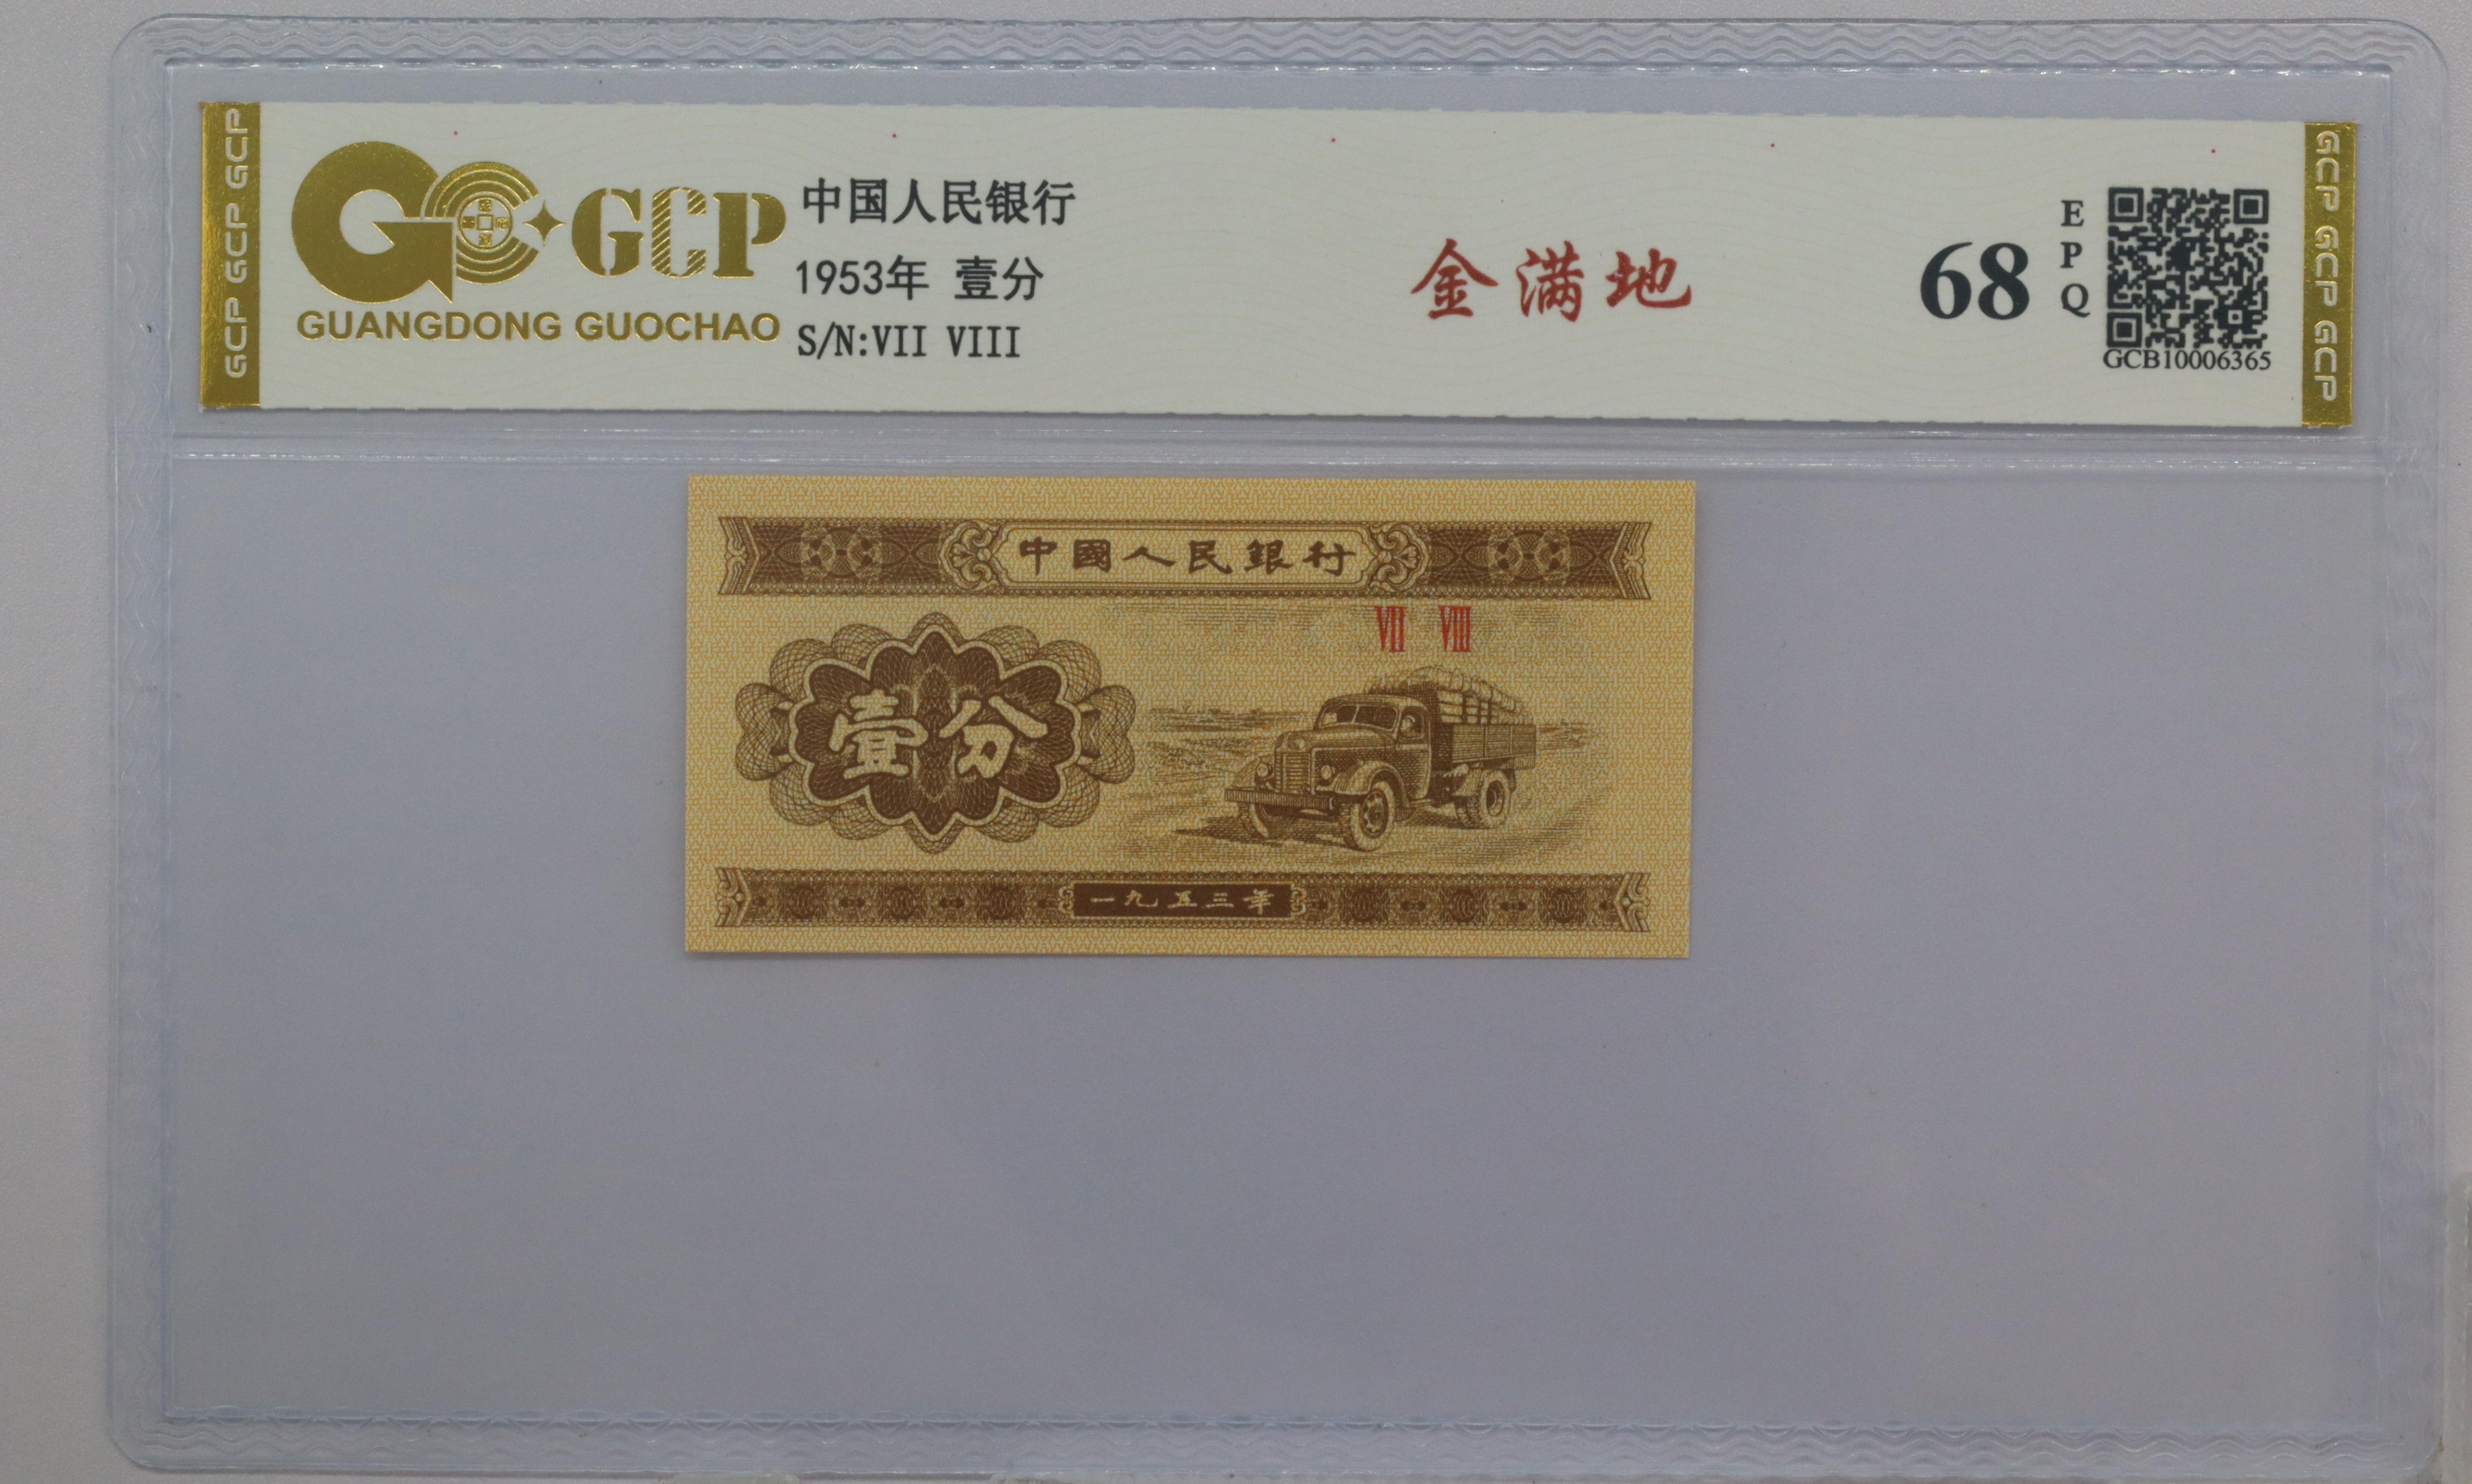 GCP GCP GCP
GCP
GUANGDONG GUOCHAO
中国人民银行
1953年 壹分
S/N:VII VIII
金满地
68
EPQ
GCB10006365
GCP GCP GCP
中國人民銀行
VII VIII
壹分
一九五三年